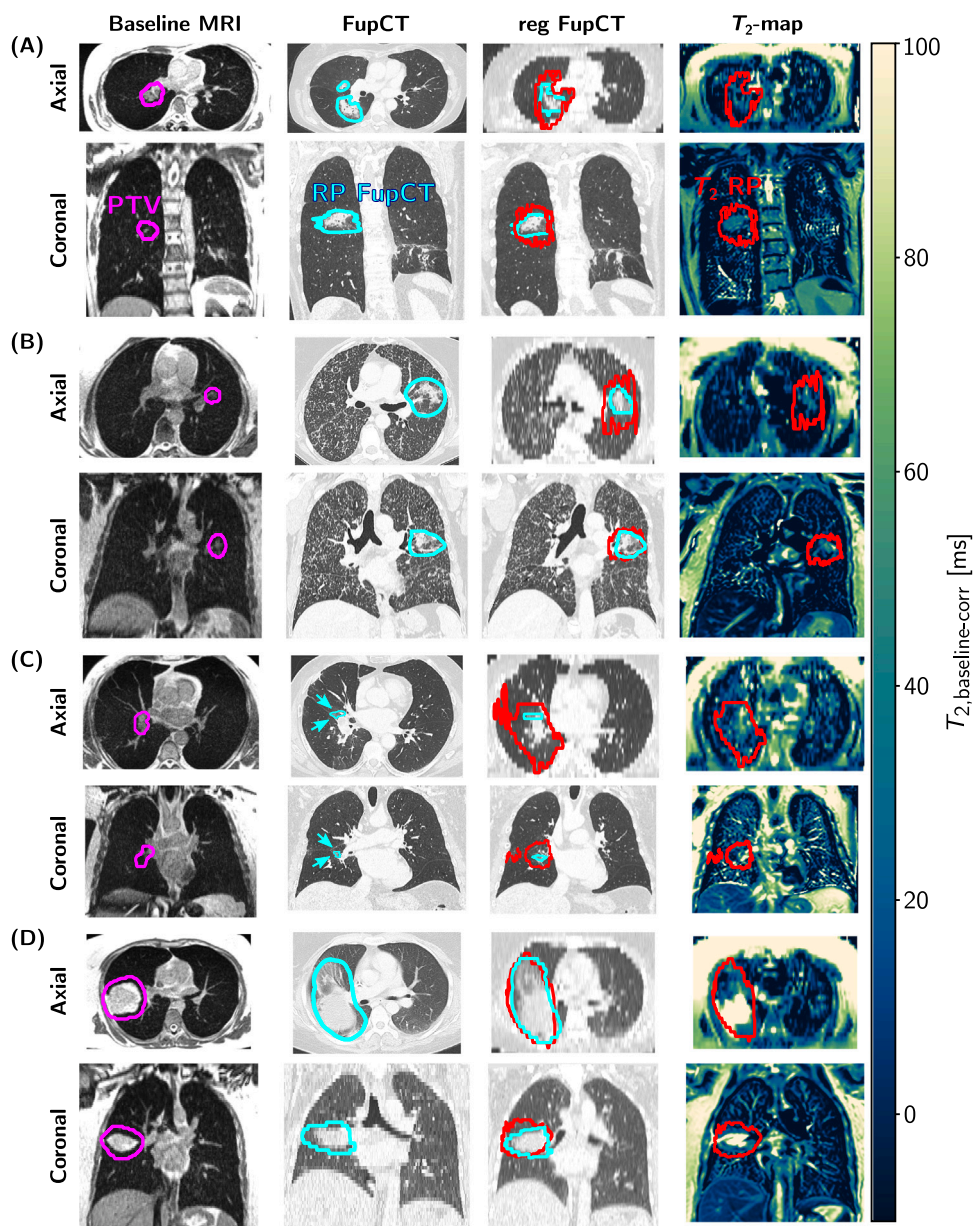 Baseline MRI FupCT reg FupCT T₂-map
(A)
Axial
Coronal
PTV
RP FupCT
T₂ RP
(B)
Axial
Coronal
(C)
Axial
Coronal
(D)
Axial
Coronal
100
80
60
40
20
0
T₂,baseline-corr [ms]